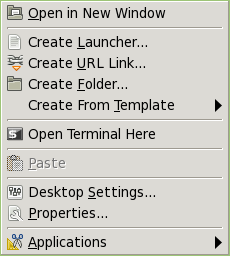 Open in New Window
Create Launcher...
Create URL Link...
Create Folder...
Create From Template
Open Terminal Here
Paste
Desktop Settings...
Properties...
Applications